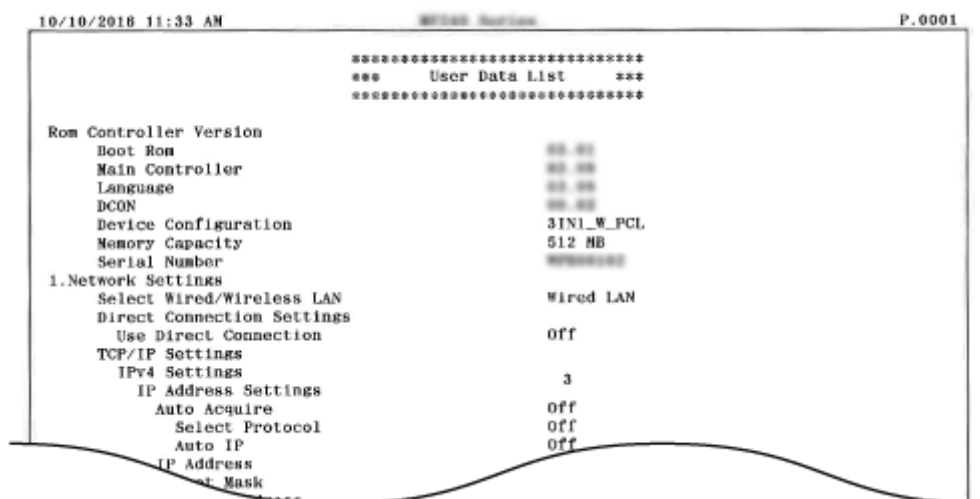 10/10/2016 11:33 AM P.0001
******************************
*** User Data List ***
******************************
Rom Controller Version
Boot Rom
Main Controller
Language
DCON
Device Configuration 3IN1_W_PCL
Memory Capacity 512 MB
Serial Number
1.Network Settings
Select Wired/Wireless LAN Wired LAN
Direct Connection Settings
Use Direct Connection Off
TCP/IP Settings
IPv4 Settings 3
IP Address Settings
Auto Acquire Off
Select Protocol Off
Auto IP Off
IP Address
Mask